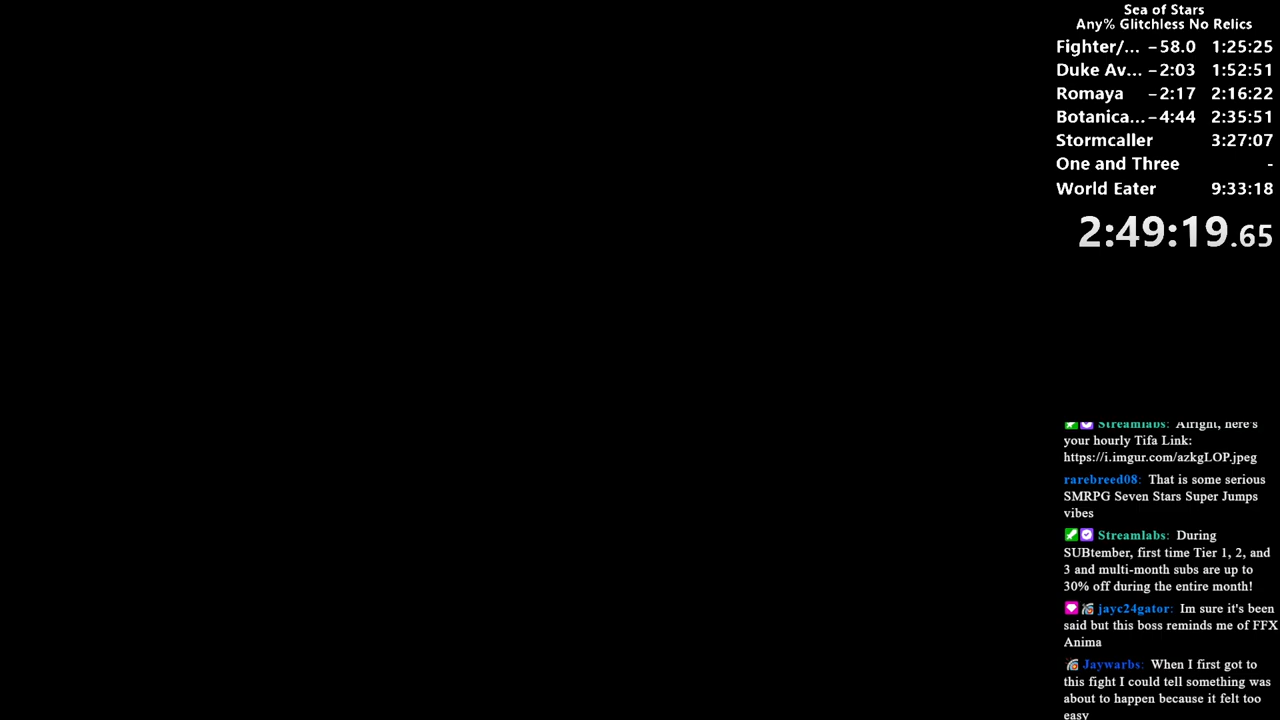 Sea of Stars
Any% Glitchless No Relics
Fighter/... −58.0 1:25:25
Duke Av... −2:03 1:52:51
Romaya −2:17 2:16:22
Botanica... −4:44 2:35:51
Stormcaller 3:27:07
One and Three -
World Eater 9:33:18
2:49:19.65
Streamlabs: Alright, here's
your hourly Tifa Link:
https://i.imgur.com/azkgLOP.jpeg
rarebreed08: That is some serious
SMRPG Seven Stars Super Jumps
vibes
Streamlabs: During
SUBtember, first time Tier 1, 2, and
3 and multi-month subs are up to
30% off during the entire month!
jayc24gator: Im sure it's been
said but this boss reminds me of FFX
Anima
Jaywarbs: When I first got to
this fight I could tell something was
about to happen because it felt too
easy